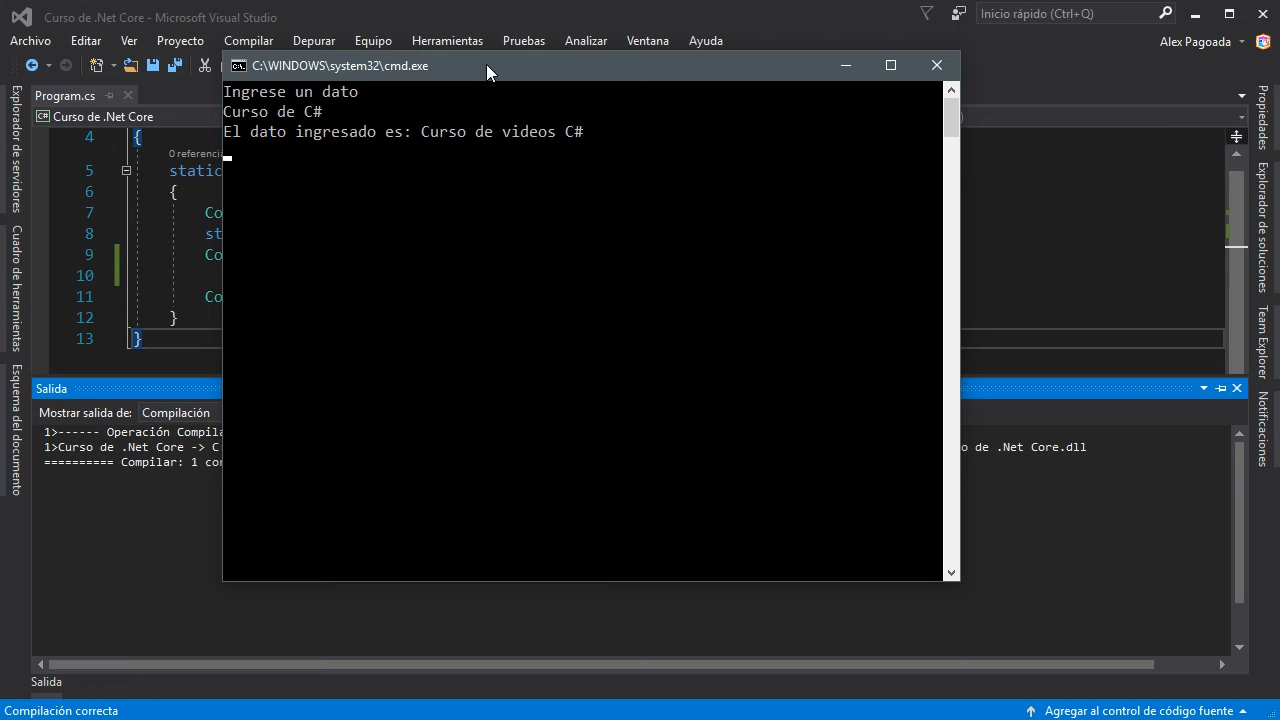 Curso de .Net Core - Microsoft Visual Studio
Inicio rápido (Ctrl+Q)
Archivo Editar Ver Proyecto Compilar Depurar Equipo Herramientas Pruebas Analizar Ventana Ayuda
Alex Pagoada
C:\WINDOWS\system32\cmd.exe
Ingrese un dato
Curso de C#
El dato ingresado es: Curso de videos C#
Program.cs
C# Curso de .Net Core
4 {
0 referencia
5 static
6 {
7 Co
8 st
9 Co
10
11 Co
12 }
13 }
Explorador de servidores
Cuadro de herramientas
Esquema del documento
Propiedades
Explorador de soluciones
Team Explorer
Notificaciones
Salida
Mostrar salida de: Compilación
1>------ Operación Compila
1>Curso de .Net Core -> C
o de .Net Core.dll
========== Compilar: 1 co
Salida
Compilación correcta
Agregar al control de código fuente